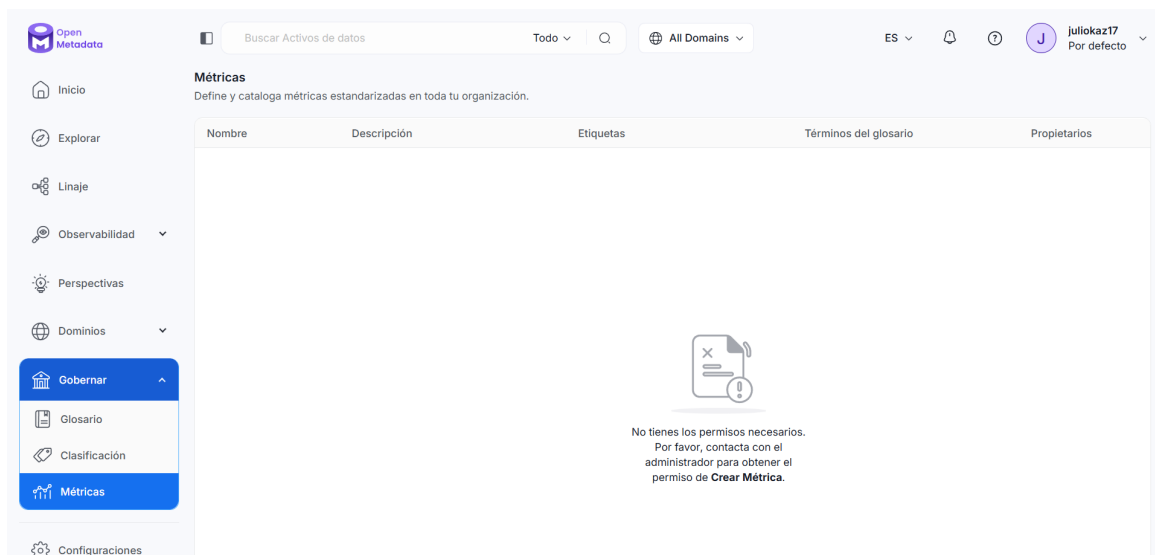 Open
Metadata
Buscar Activos de datos
Todo
All Domains
ES
J
juliokaz17
Por defecto
Inicio
Explorar
Linaje
Observabilidad
Perspectivas
Dominios
Gobernar
Glosario
Clasificación
Métricas
Configuraciones
Métricas
Define y cataloga métricas estandarizadas en toda tu organización.
Nombre Descripción Etiquetas Términos del glosario Propietarios
No tienes los permisos necesarios.
Por favor, contacta con el
administrador para obtener el
permiso de Crear Métrica.